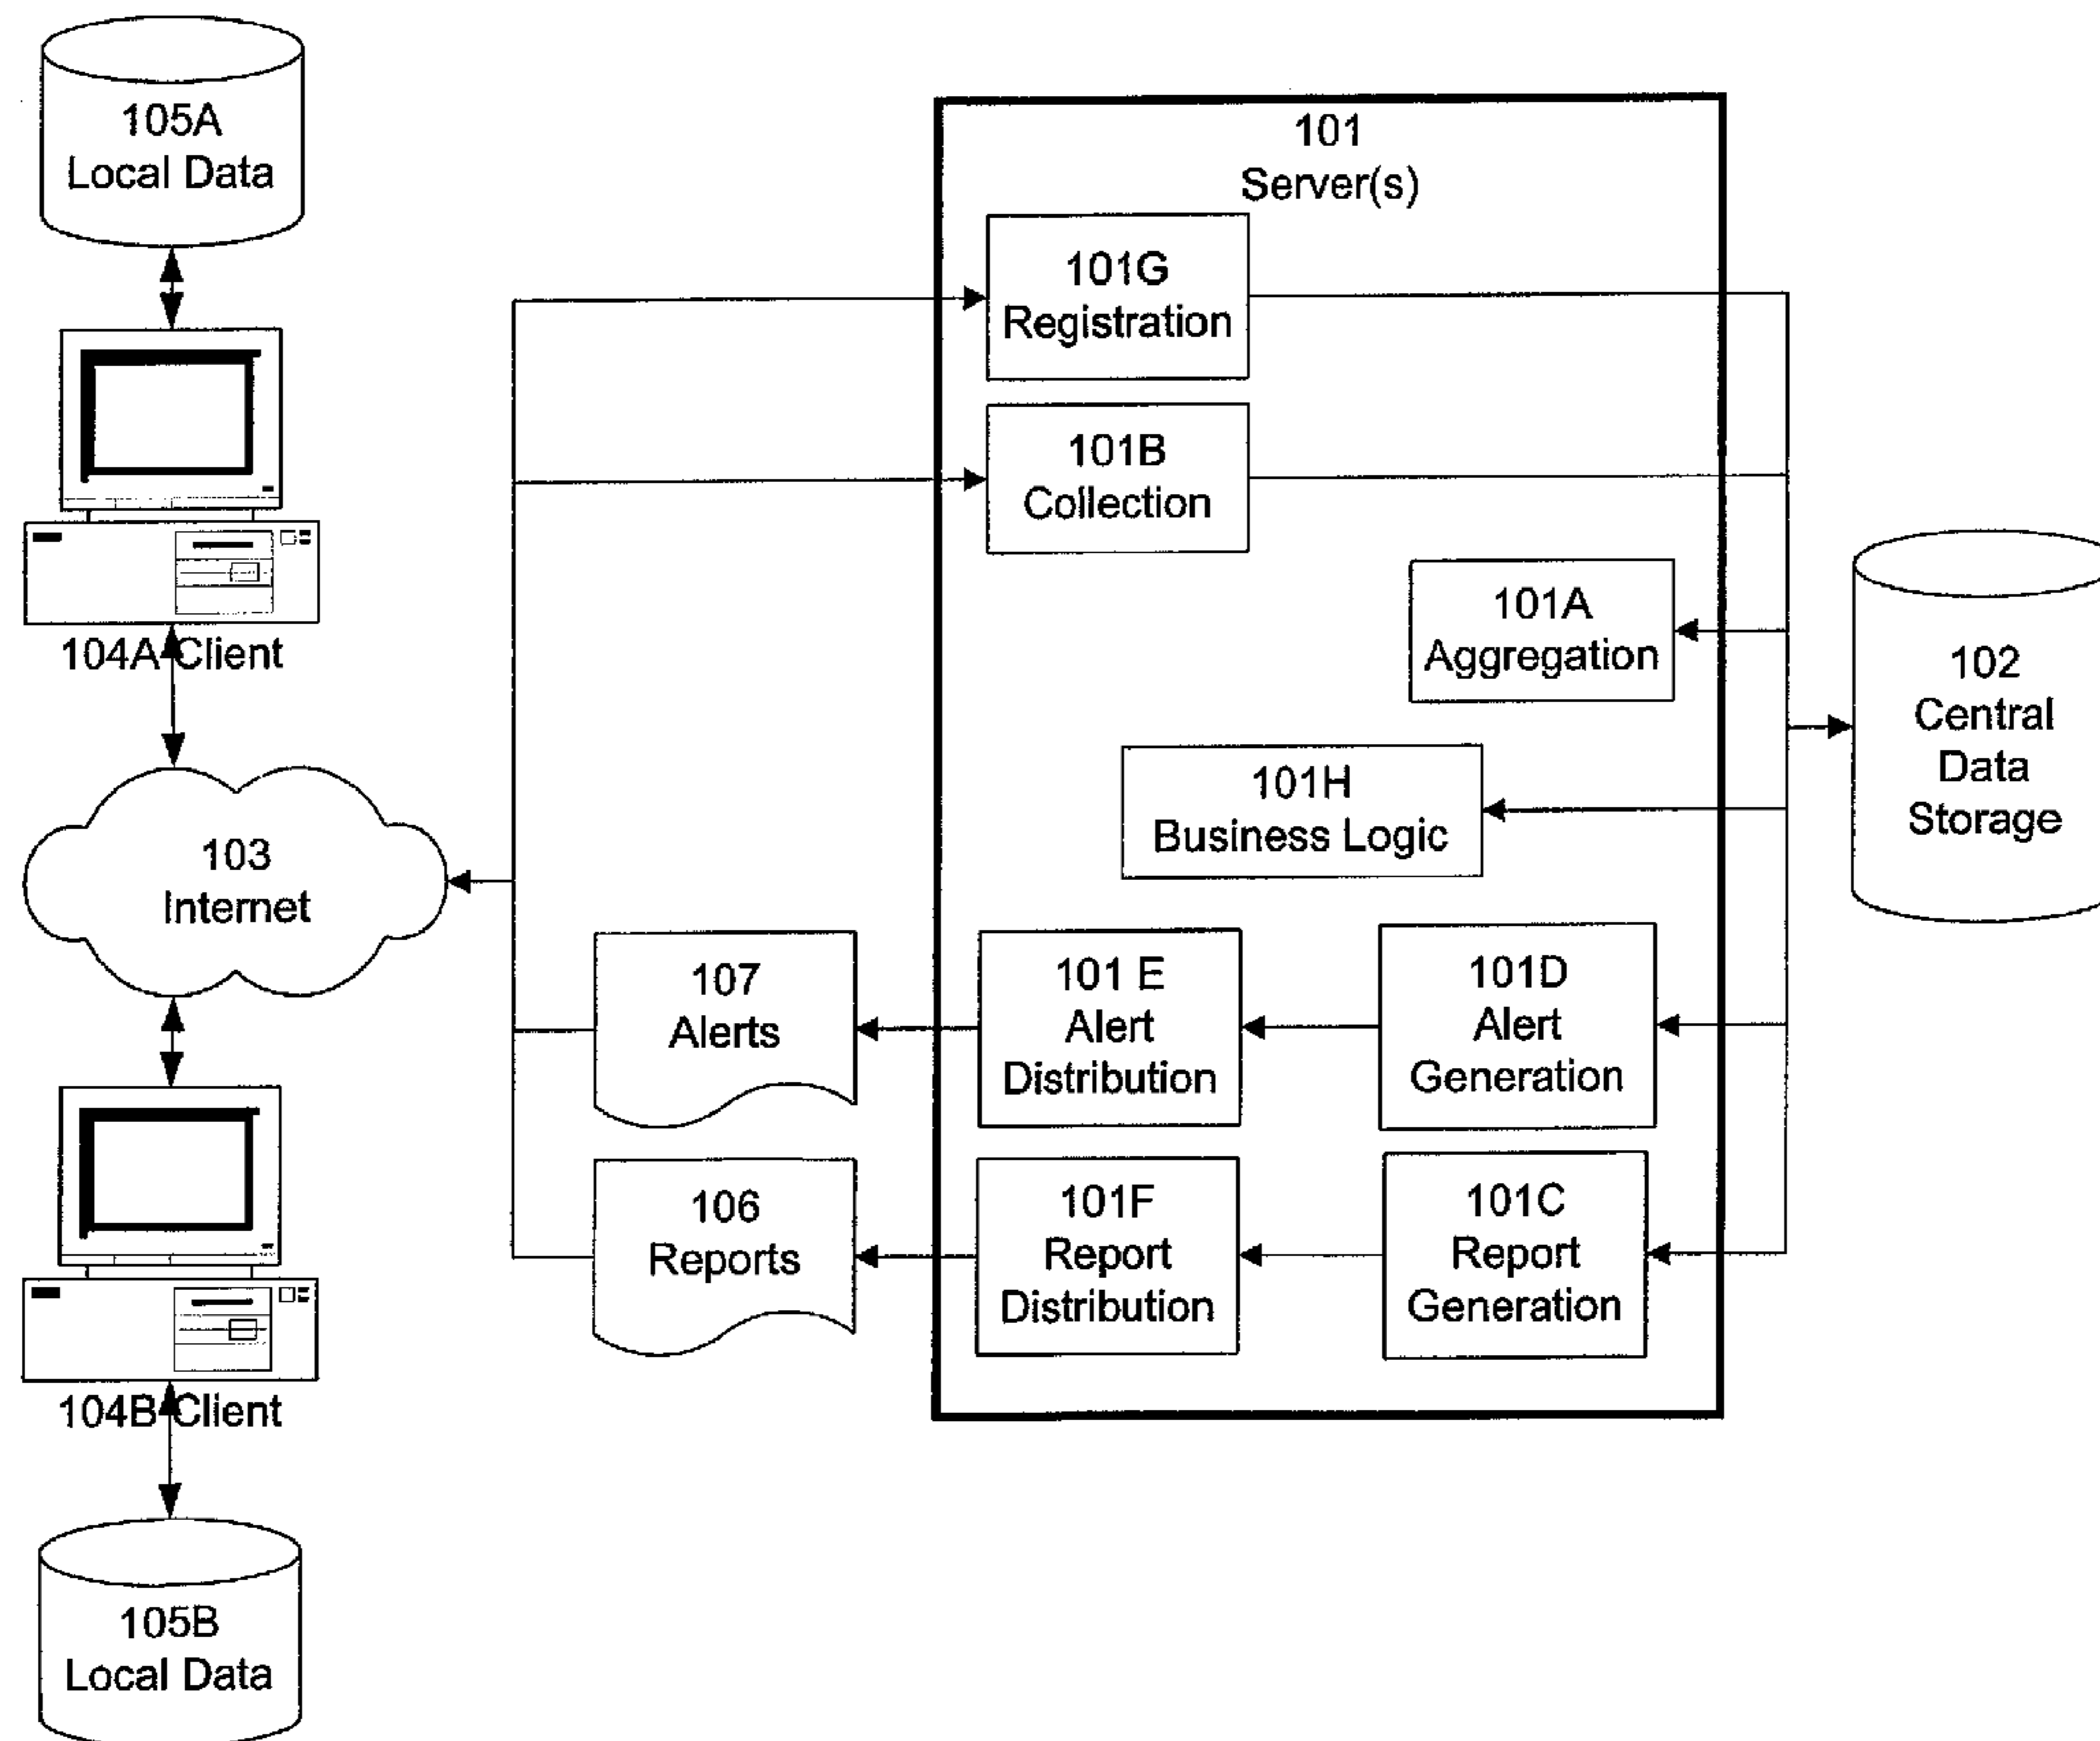 105A
Local Data
104A Client
103
Internet
104B Client
105B
Local Data
101
Server(s)
101G
Registration
101B
Collection
101A
Aggregation
101H
Business Logic
107
Alerts
101 E
Alert
Distribution
101D
Alert
Generation
106
Reports
101F
Report
Distribution
101C
Report
Generation
102
Central
Data
Storage